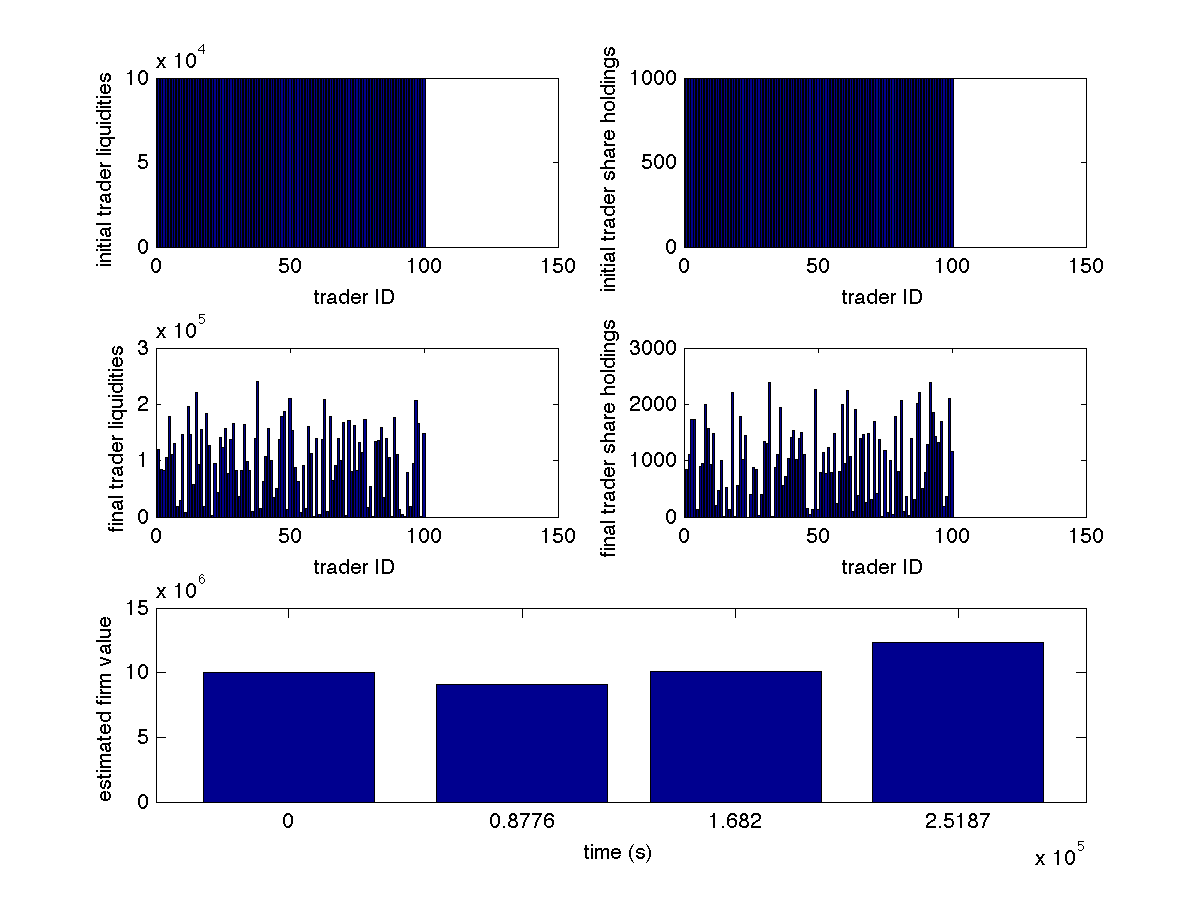 x 10^4
10
5
0
initial trader liquidities
0 50 100 150
trader ID
1000
500
0
initial trader share holdings
0 50 100 150
trader ID
x 10^5
3
2
1
0
final trader liquidities
0 50 100 150
trader ID
3000
2000
1000
0
final trader share holdings
0 50 100 150
trader ID
x 10^6
15
10
5
0
estimated firm value
0 0.8776 1.682 2.5187
time (s)
x 10^5